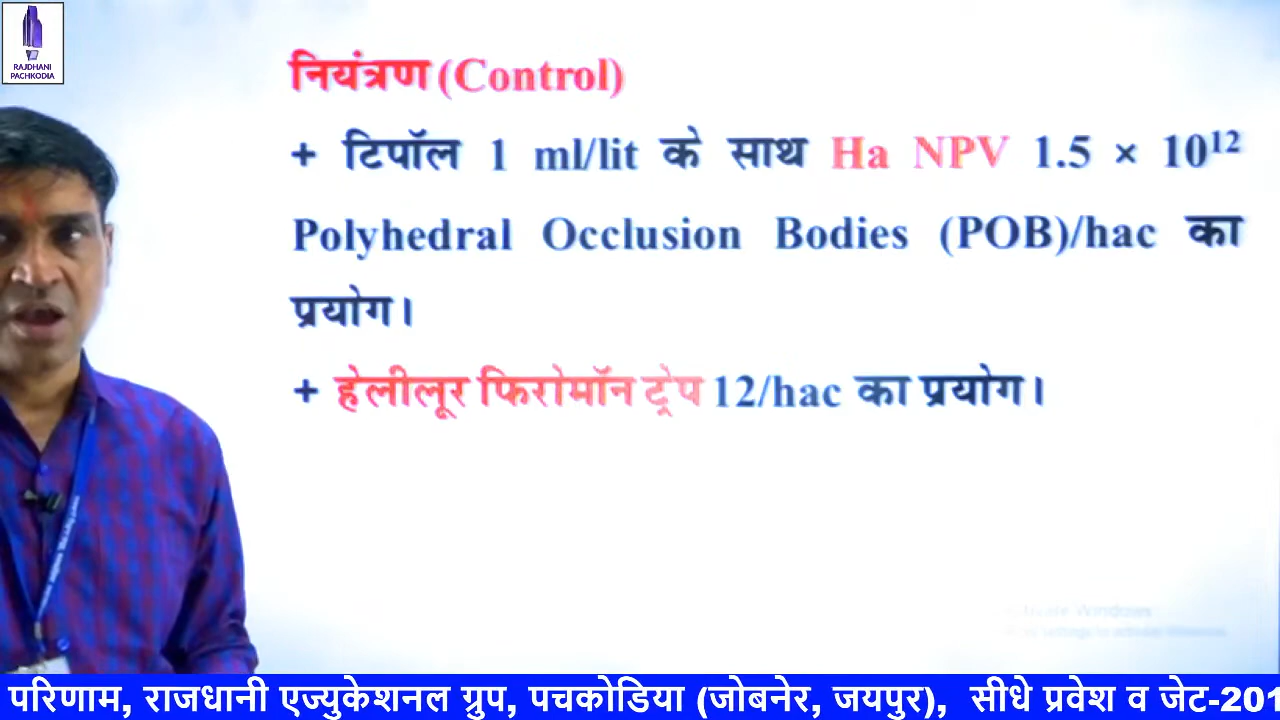 RAJDHANI
PACHKODIA
नियंत्रण (Control)
+ टिपॉल 1 ml/lit के साथ Ha NPV 1.5 × 10¹²
Polyhedral Occlusion Bodies (POB)/hac का
प्रयोग।
+ हेलीलूर फिरोमॉन ट्रेप 12/hac का प्रयोग।
Windows
परिणाम, राजधानी एज्युकेशनल ग्रुप, पचकोडिया (जोबनेर, जयपुर), सीधे प्रवेश व जेट-201